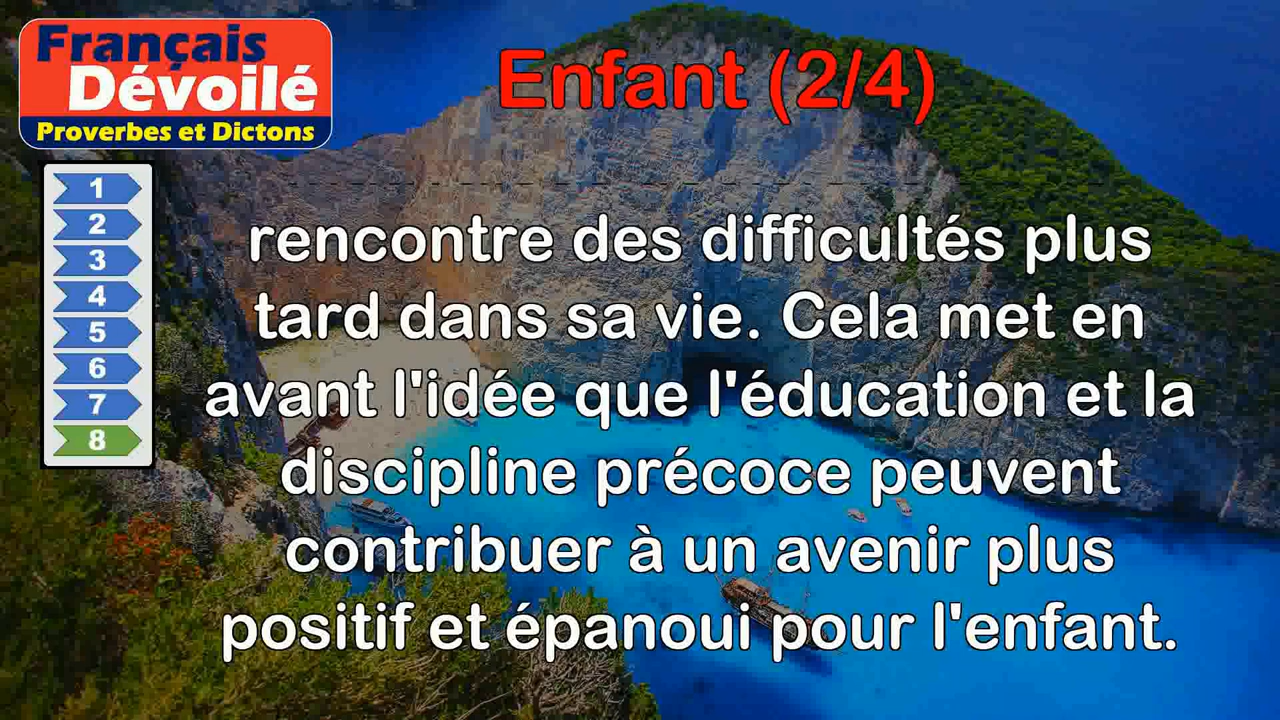 Français
Dévoilé
Proverbes et Dictons
Enfant (2/4)
1
2
3
4
5
6
7
8
rencontre des difficultés plus
tard dans sa vie. Cela met en
avant l'idée que l'éducation et la
discipline précoce peuvent
contribuer à un avenir plus
positif et épanoui pour l'enfant.